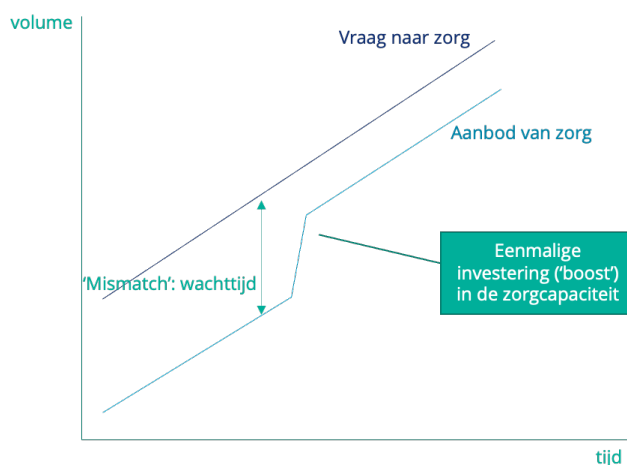 volume
Vraag naar zorg
Aanbod van zorg
Eenmalige
investering (‘boost’)
in de zorgcapaciteit
‘Mismatch’: wachttijd
tijd